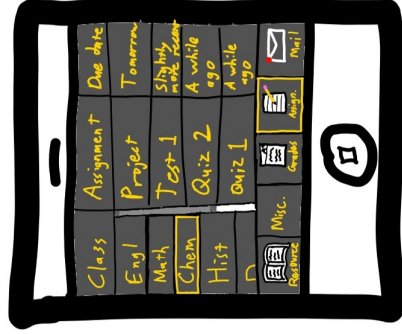 Class Assignment Due date
Engl Project Tomorrow
Math Test 1 Slightly
more recent
Chem Quiz 2 A while
ago
Hist Quiz 1 A while
ago
Resource Misc. Grades Assign. Mail